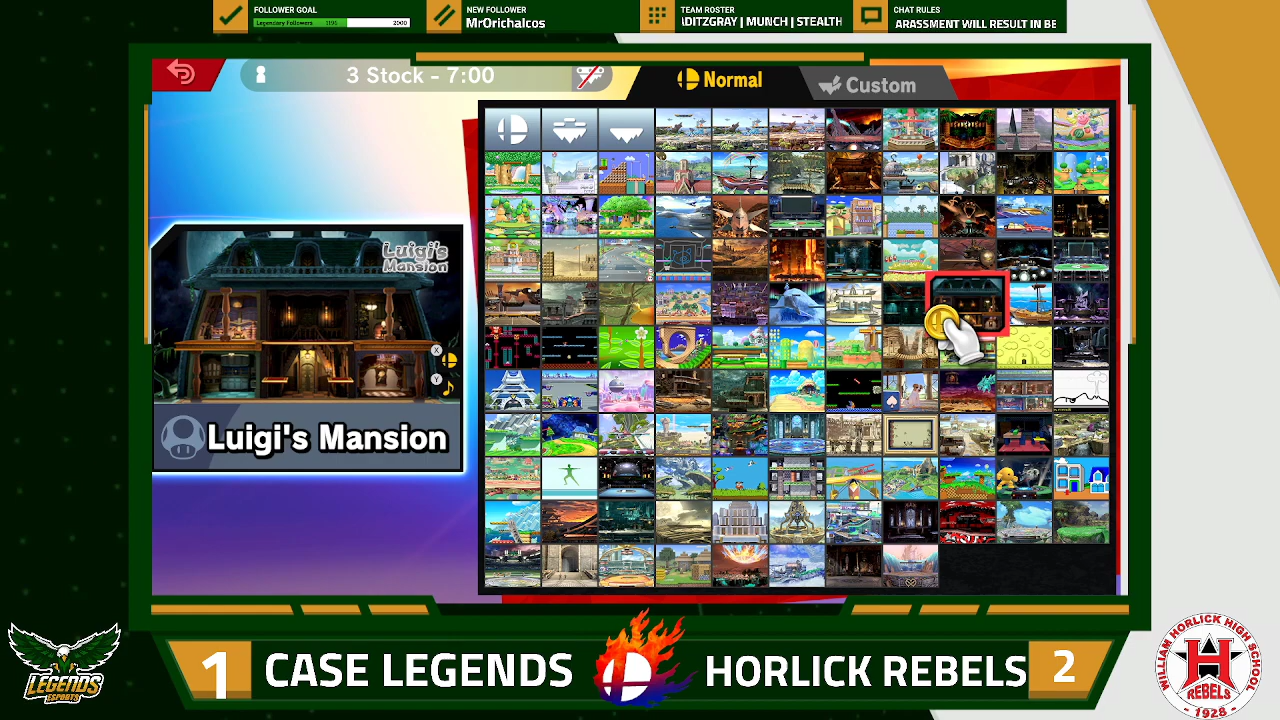 FOLLOWER GOAL
Legendary Followers 1196 2000
NEW FOLLOWER
MrOrichalcos
TEAM ROSTER
\DITZGRAY | MUNCH | STEALTH
CHAT RULES
ARASSMENT WILL RESULT IN BE
3 Stock - 7:00
Normal
Custom
Luigi's
Mansion
X
Y
Luigi's Mansion
1 CASE LEGENDS
HORLICK REBELS 2
LEGENDS
ESPORTS
WILLIAM HORLICK HIGH SCHOOL
H
REBELS
- 1928 -